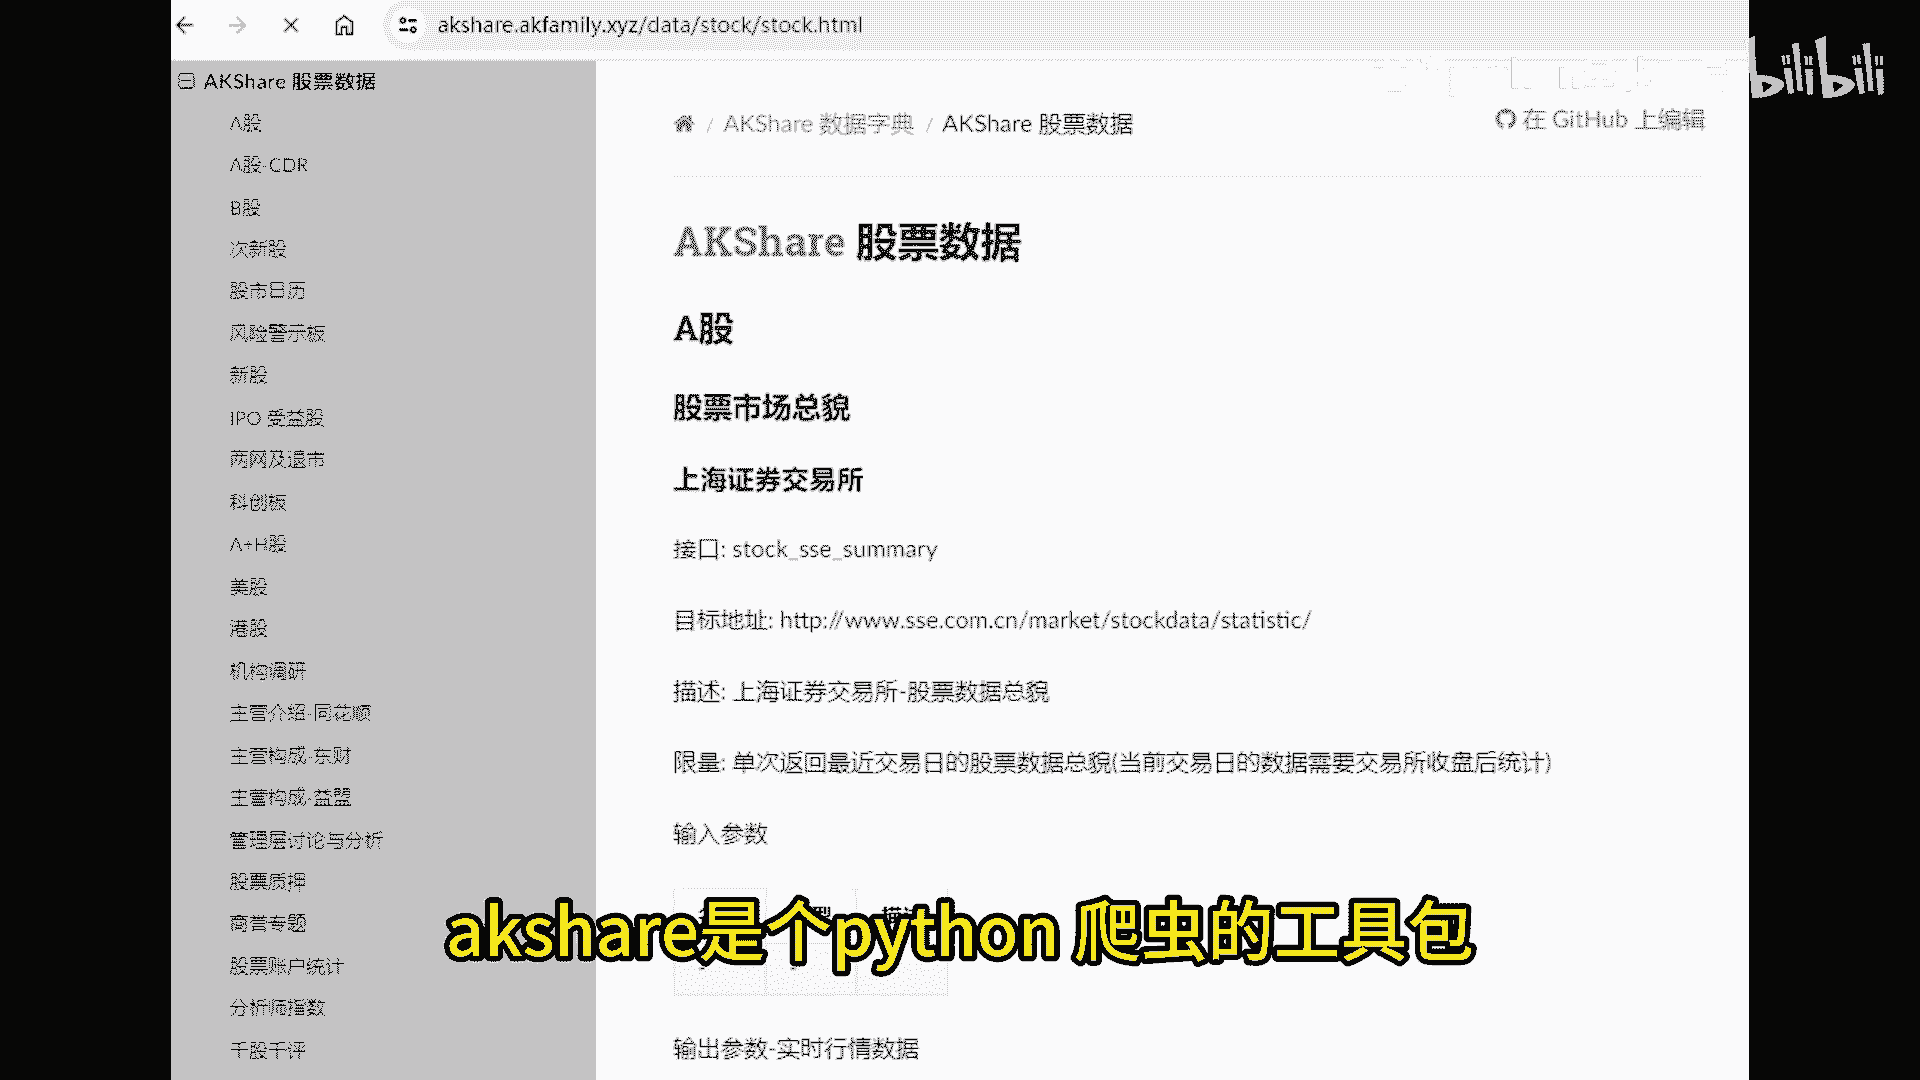 akshare.akfamily.xyz/data/stock/stock.html
bilibili
AKShare 股票数据
A股
A股-CDR
B股
次新股
股市日历
风险警示板
新股
IPO 受益股
两网及退市
科创板
A+H股
美股
港股
机构调研
主营介绍-同花顺
主营构成-东财
主营构成-益盟
管理层讨论与分析
股票质押
商誉专题
股票账户统计
分析师指数
千股千评
/ AKShare 数据字典 / AKShare 股票数据
在 GitHub 上编辑
AKShare 股票数据
A股
股票市场总貌
上海证券交易所
接口: stock_sse_summary
目标地址: http://www.sse.com.cn/market/stockdata/statistic/
描述: 上海证券交易所-股票数据总貌
限量: 单次返回最近交易日的股票数据总貌(当前交易日的数据需要交易所收盘后统计)
输入参数
akshare是个python 爬虫的工具包
输出参数-实时行情数据